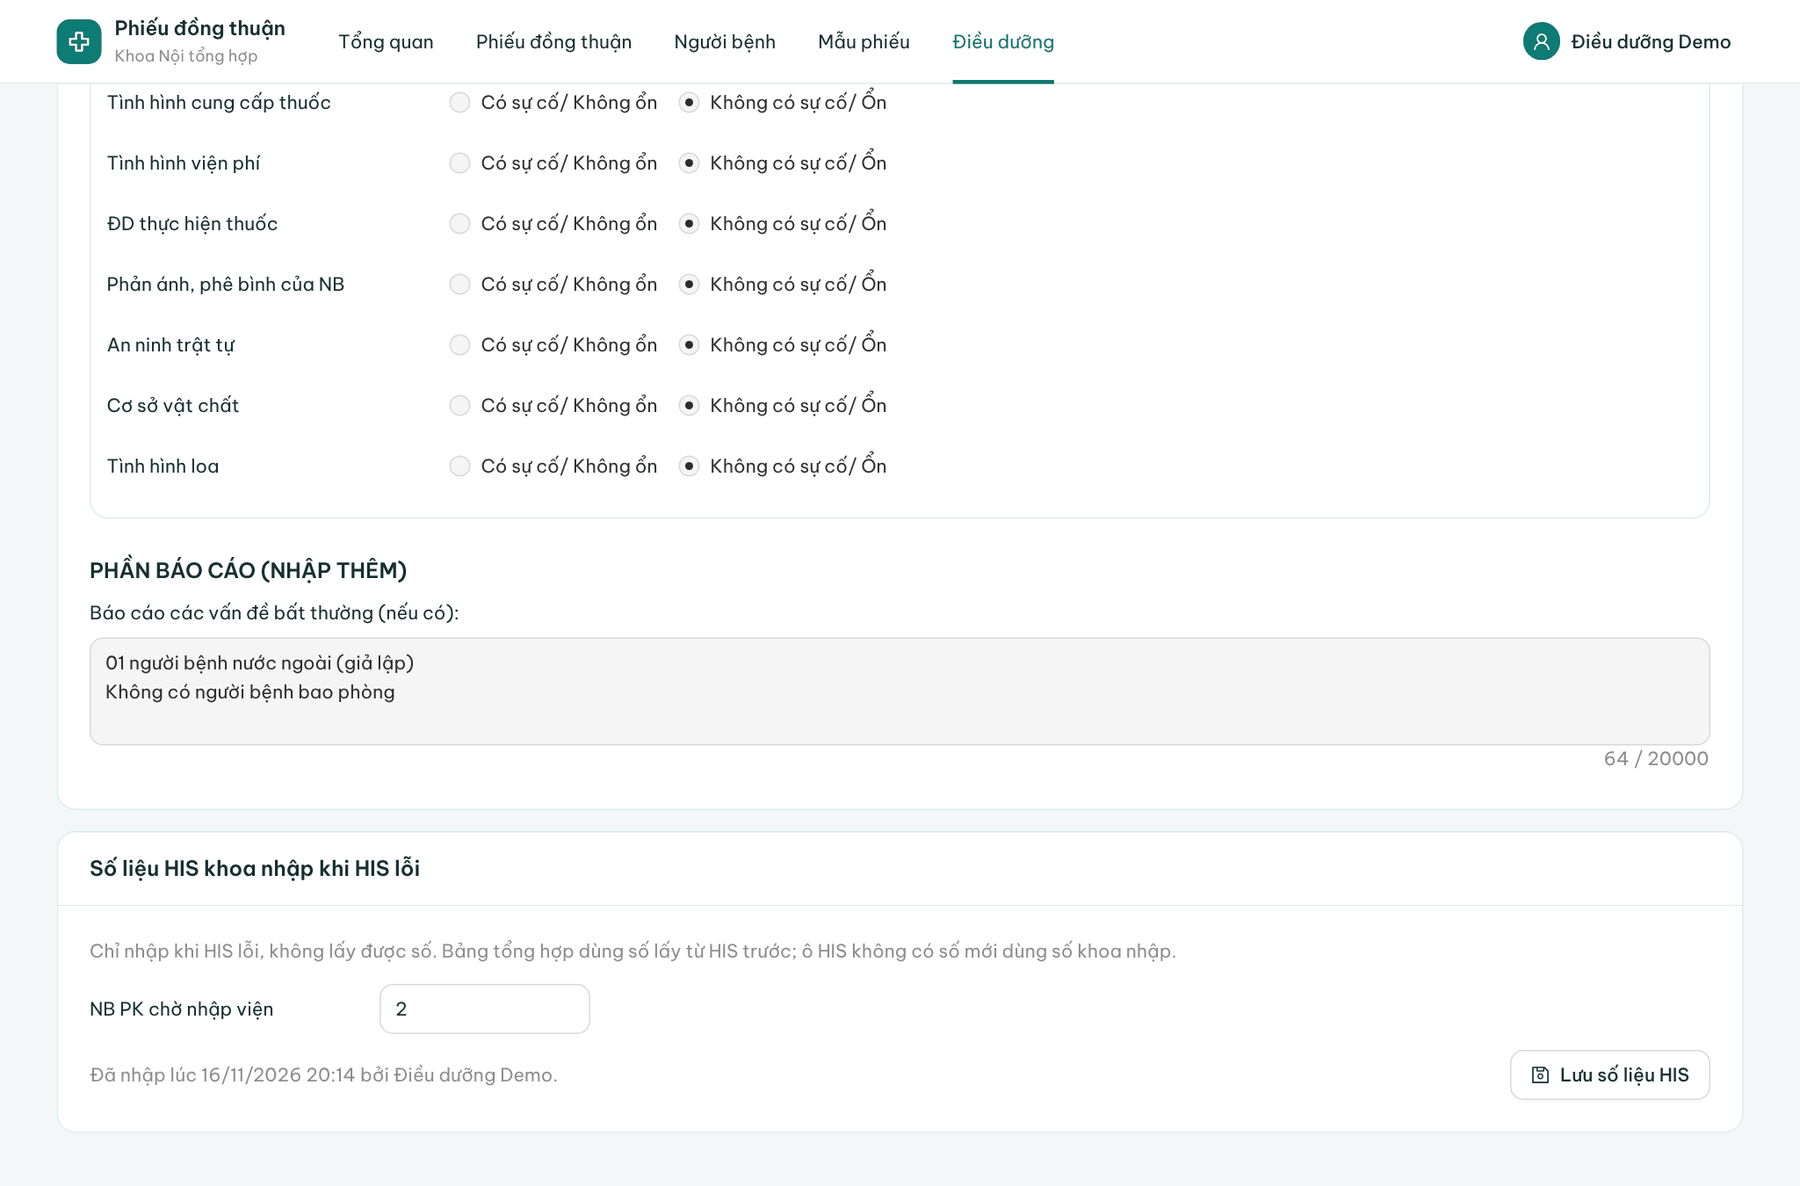 Phiếu đồng thuận
Khoa Nội tổng hợp
Tổng quan
Phiếu đồng thuận
Người bệnh
Mẫu phiếu
Điều dưỡng
Điều dưỡng Demo
Tình hình cung cấp thuốc Có sự cố/ Không ổn Không có sự cố/ Ổn
Tình hình viện phí Có sự cố/ Không ổn Không có sự cố/ Ổn
ĐD thực hiện thuốc Có sự cố/ Không ổn Không có sự cố/ Ổn
Phản ánh, phê bình của NB Có sự cố/ Không ổn Không có sự cố/ Ổn
An ninh trật tự Có sự cố/ Không ổn Không có sự cố/ Ổn
Cơ sở vật chất Có sự cố/ Không ổn Không có sự cố/ Ổn
Tình hình loa Có sự cố/ Không ổn Không có sự cố/ Ổn
PHẦN BÁO CÁO (NHẬP THÊM)
Báo cáo các vấn đề bất thường (nếu có):
01 người bệnh nước ngoài (giả lập)
Không có người bệnh bao phòng
64 / 20000
Số liệu HIS khoa nhập khi HIS lỗi
Chỉ nhập khi HIS lỗi, không lấy được số. Bảng tổng hợp dùng số lấy từ HIS trước; ô HIS không có số mới dùng số khoa nhập.
NB PK chờ nhập viện 2
Đã nhập lúc 16/11/2026 20:14 bởi Điều dưỡng Demo.
Lưu số liệu HIS